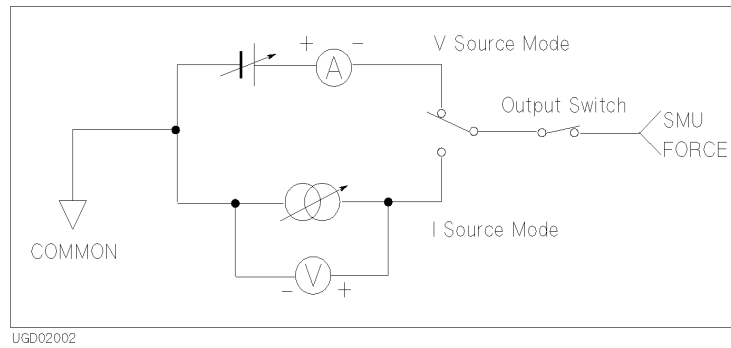 + −
V Source Mode
A
Output Switch
SMU
FORCE
COMMON
I Source Mode
− V +
UGD02002